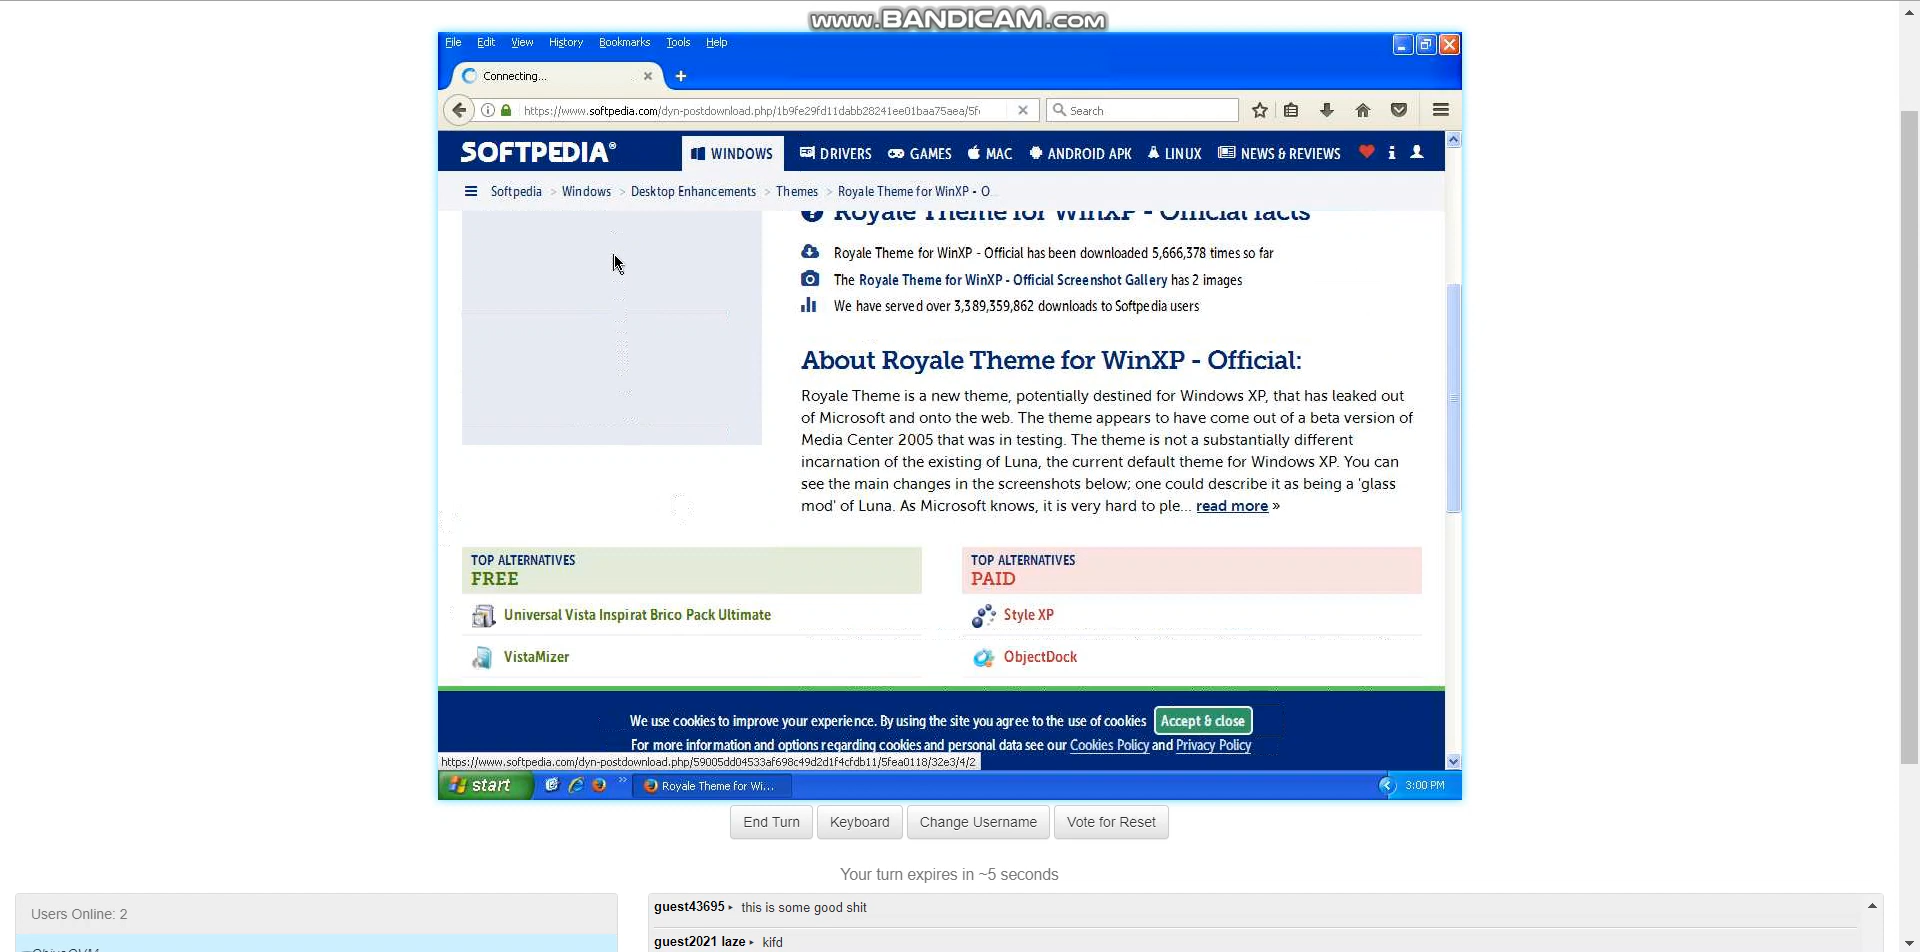 www.BANDICAM.com
File Edit View History Bookmarks Tools Help
Connecting...
https://www.softpedia.com/dyn-postdownload.php/1b9fe29fd11dabb28241ee01baa75aea/5f
Search
SOFTPEDIA®
WINDOWS DRIVERS GAMES MAC ANDROID APK LINUX NEWS & REVIEWS
Softpedia > Windows > Desktop Enhancements > Themes > Royale Theme for WinXP - O...
Royale Theme for WinXP - Official facts
Royale Theme for WinXP - Official has been downloaded 5,666,378 times so far
The Royale Theme for WinXP - Official Screenshot Gallery has 2 images
We have served over 3,389,359,862 downloads to Softpedia users
About Royale Theme for WinXP - Official:
Royale Theme is a new theme, potentially destined for Windows XP, that has leaked out
of Microsoft and onto the web. The theme appears to have come out of a beta version of
Media Center 2005 that was in testing. The theme is not a substantially different
incarnation of the existing of Luna, the current default theme for Windows XP. You can
see the main changes in the screenshots below; one could describe it as being a 'glass
mod' of Luna. As Microsoft knows, it is very hard to ple... read more »
TOP ALTERNATIVES
FREE
Universal Vista Inspirat Brico Pack Ultimate
VistaMizer
TOP ALTERNATIVES
PAID
Style XP
ObjectDock
We use cookies to improve your experience. By using the site you agree to the use of cookies Accept & close
For more information and options regarding cookies and personal data see our Cookies Policy and Privacy Policy
https://www.softpedia.com/dyn-postdownload.php/59005dd04533af698c49d2d1f4cfdb11/5fea0118/32e3/4/2
start
Royale Theme for Wi...
3:00 PM
End Turn Keyboard Change Username Vote for Reset
Your turn expires in ~5 seconds
Users Online: 2
guest43695 ▸ this is some good shit
guest2021 laze ▸ kifd